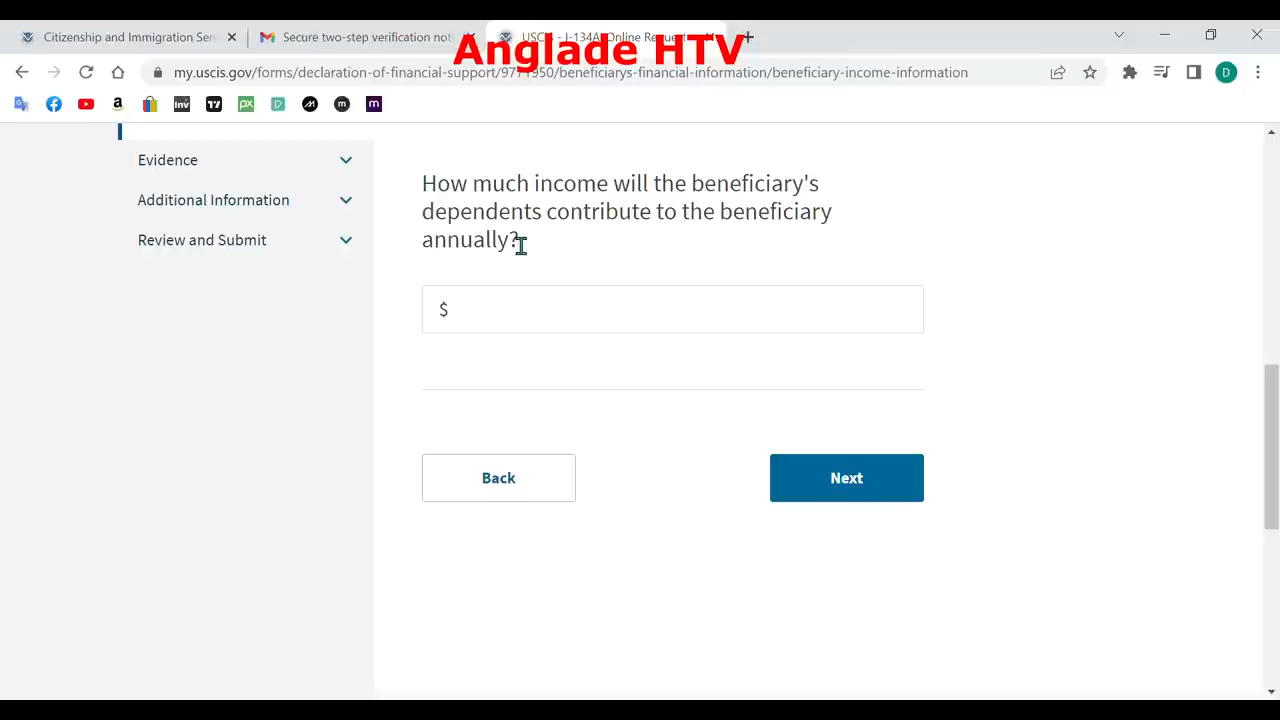 Citizenship and Immigration Ser
Secure two-step verification not
Anglade HTV
my.uscis.gov/forms/declaration-of-financial-support/9771950/beneficiarys-financial-information/beneficiary-income-information
D
Evidence
Additional Information
Review and Submit
How much income will the beneficiary's
dependents contribute to the beneficiary
annually?
$
Back
Next